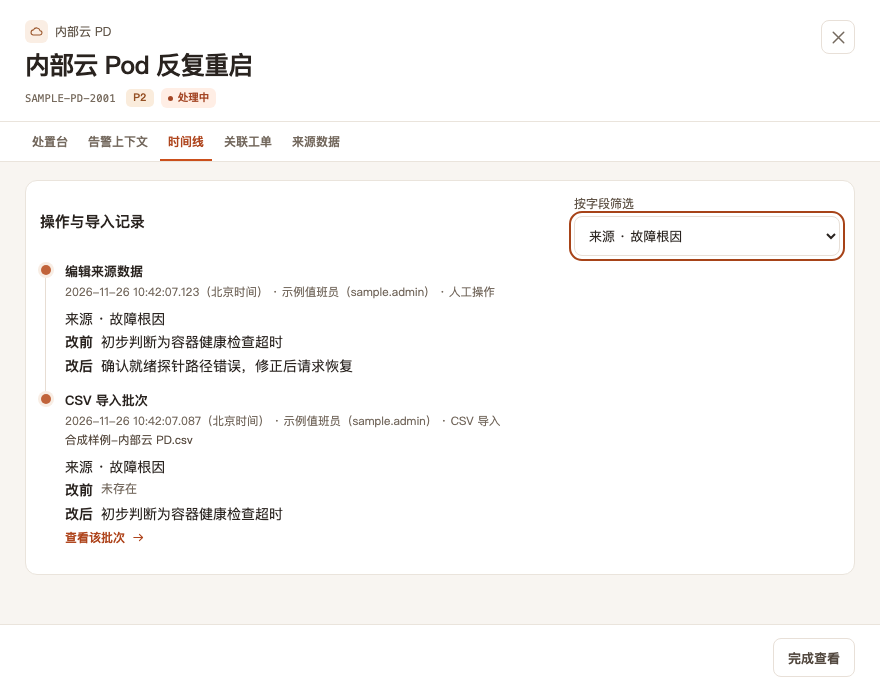 内部云 PD
内部云 Pod 反复重启
SAMPLE-PD-2001 P2 处理中
处置台 告警上下文 时间线 关联工单 来源数据
按字段筛选
操作与导入记录
来源 · 故障根因
编辑来源数据
2026-11-26 10:42:07.123（北京时间） · 示例值班员（sample.admin） · 人工操作
来源 · 故障根因
改前 初步判断为容器健康检查超时
改后 确认就绪探针路径错误，修正后请求恢复
CSV 导入批次
2026-11-26 10:42:07.087（北京时间） · 示例值班员（sample.admin） · CSV 导入
合成样例-内部云 PD.csv
来源 · 故障根因
改前 未存在
改后 初步判断为容器健康检查超时
查看该批次 →
完成查看